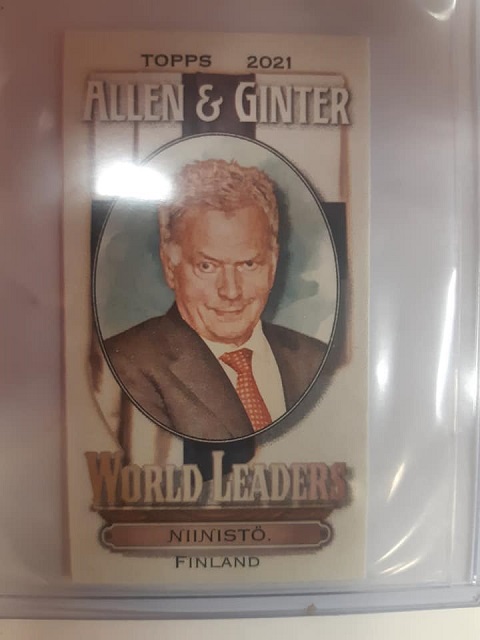 TOPPS 2021
ALLEN & GINTER
WORLD LEADERS
NIINISTÖ.
FINLAND